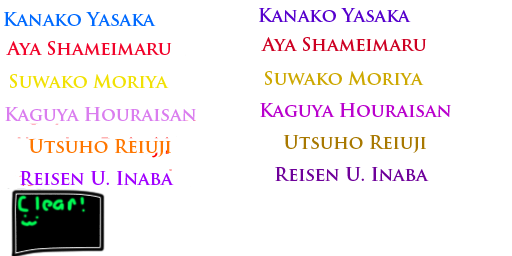 Kanako Yasaka
Aya Shameimaru
Suwako Moriya
Kaguya Houraisan
Utsuho Reiuji
Reisen U. Inaba
Clear!
Kanako Yasaka
Aya Shameimaru
Suwako Moriya
Kaguya Houraisan
Utsuho Reiuji
Reisen U. Inaba